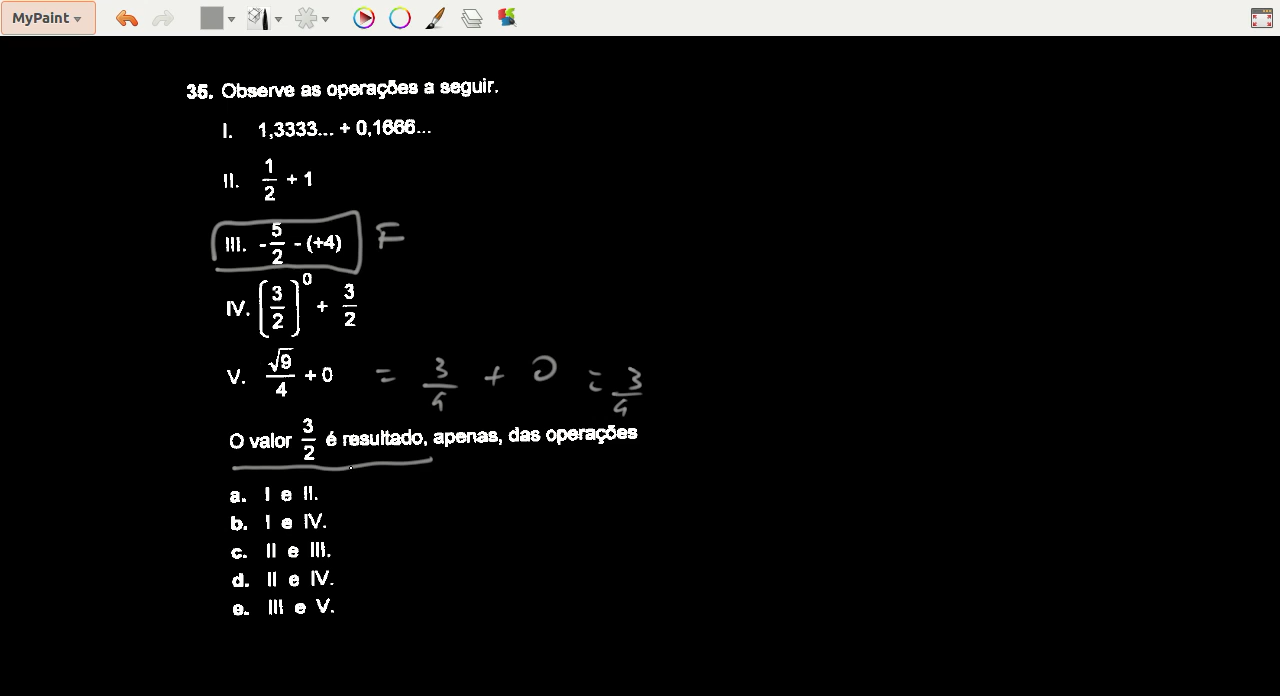 MyPaint
35. Observe as operações a seguir.
I. 1,3333... + 0,1666...
II. 1/2 + 1
III. -5/2 - (+4) F
IV. (3/2)^0 + 3/2
V. √9/4 + 0 = 3/4 + 0 = 3/4
O valor 3/2 é resultado, apenas, das operações
a. I e II.
b. I e IV.
c. II e III.
d. II e IV.
e. III e V.